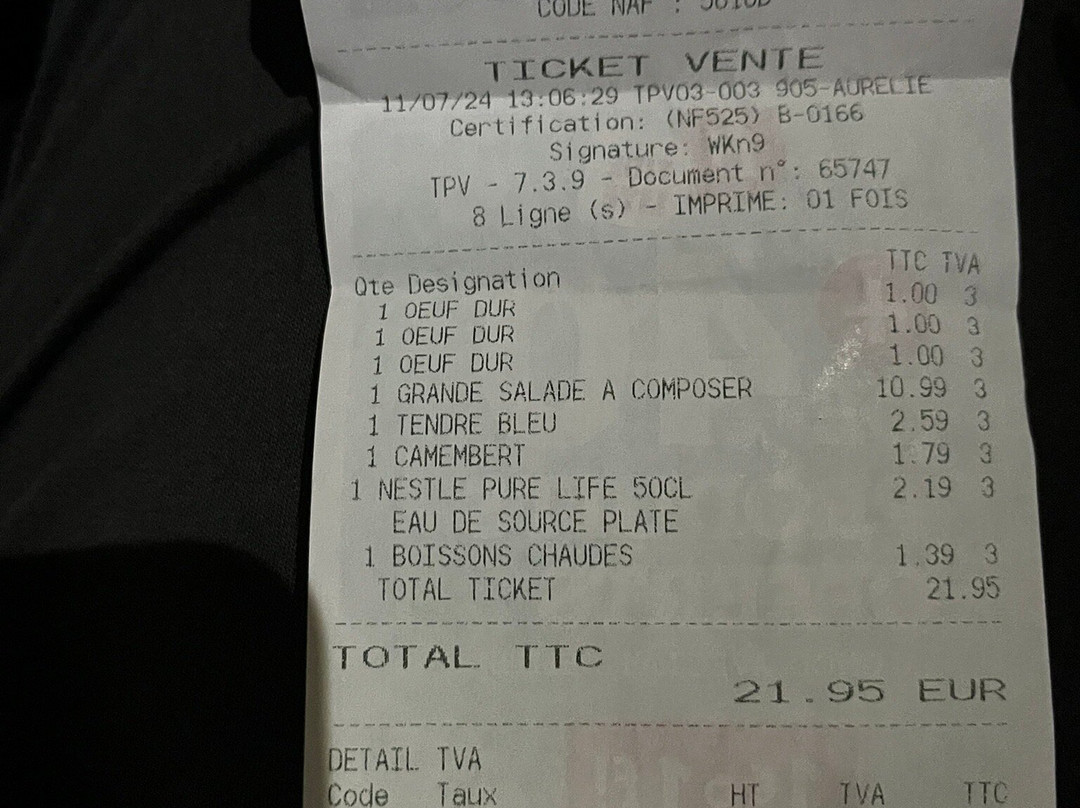 CODE NAF :
TICKET VENTE
11/07/24 13:06:29 TPV03-003 905-AURELIE
Certification: (NF525) B-0166
Signature: WKn9
TPV - 7.3.9 - Document n°: 65747
8 Ligne (s) - IMPRIME: 01 FOIS
Qte Designation TTC TVA
1 OEUF DUR 1.00 3
1 OEUF DUR 1.00 3
1 OEUF DUR 1.00 3
1 GRANDE SALADE A COMPOSER 10.99 3
1 TENDRE BLEU 2.59 3
1 CAMEMBERT 1.79 3
1 NESTLE PURE LIFE 50CL 2.19 3
EAU DE SOURCE PLATE
1 BOISSONS CHAUDES 1.39 3
TOTAL TICKET 21.95
TOTAL TTC
21.95 EUR
DETAIL TVA
Code Taux HT TVA TTC